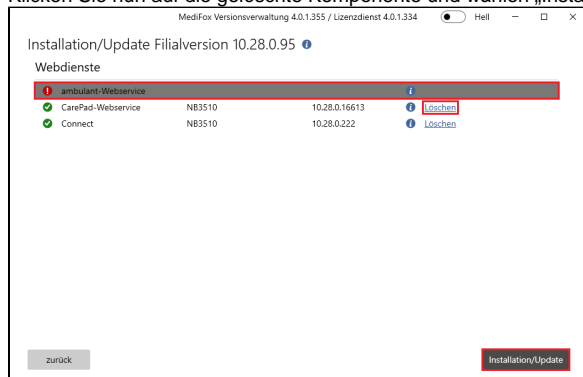 Klicken Sie nun auf die gelöschte Komponente und wählen „Insta
MediFox Versionsverwaltung 4.0.1.355 / Lizenzdienst 4.0.1.334 Hell
Installation/Update Filialversion 10.28.0.95
Webdienste
ambulant-Webservice
CarePad-Webservice NB3510 10.28.0.16613 Löschen
Connect NB3510 10.28.0.222 Löschen
zurück Installation/Update